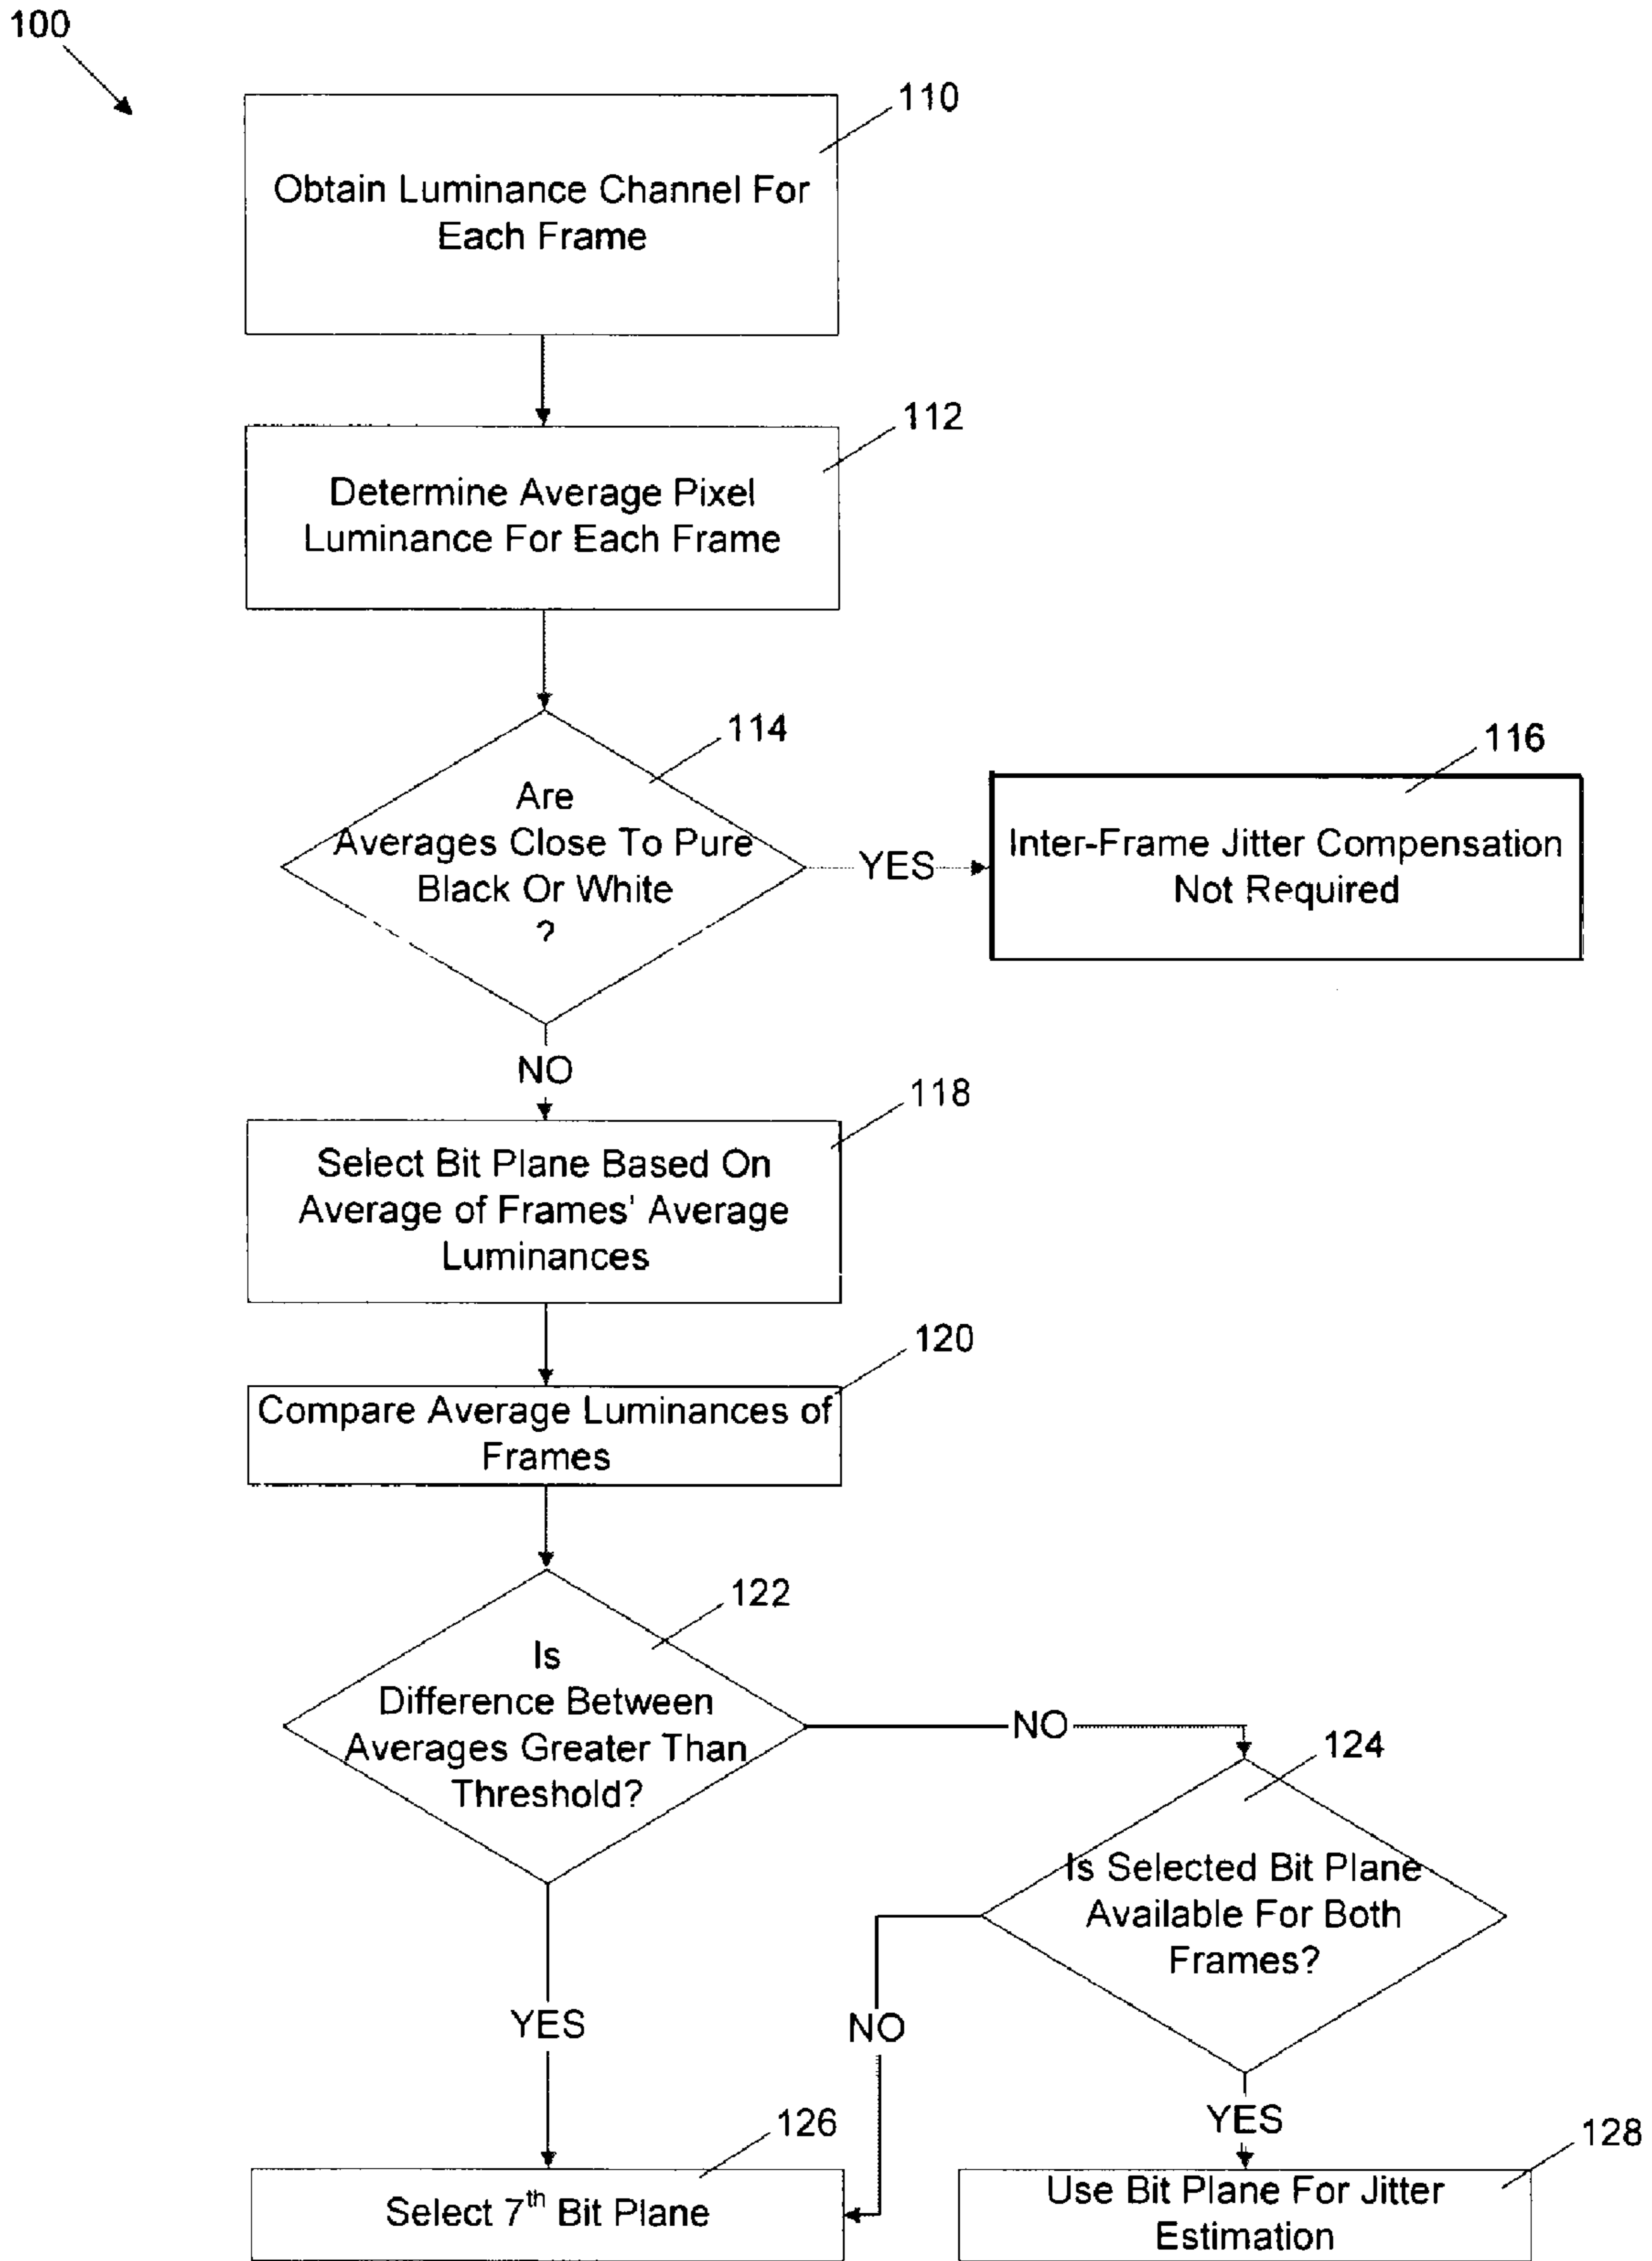 100
110
Obtain Luminance Channel For
Each Frame
112
Determine Average Pixel
Luminance For Each Frame
114
Are
Averages Close To Pure
Black Or White
?
YES
116
Inter-Frame Jitter Compensation
Not Required
NO
118
Select Bit Plane Based On
Average of Frames' Average
Luminances
120
Compare Average Luminances of
Frames
122
Is
Difference Between
Averages Greater Than
Threshold?
NO
124
Is Selected Bit Plane
Available For Both
Frames?
YES
NO
YES
126
Select 7th Bit Plane
128
Use Bit Plane For Jitter
Estimation